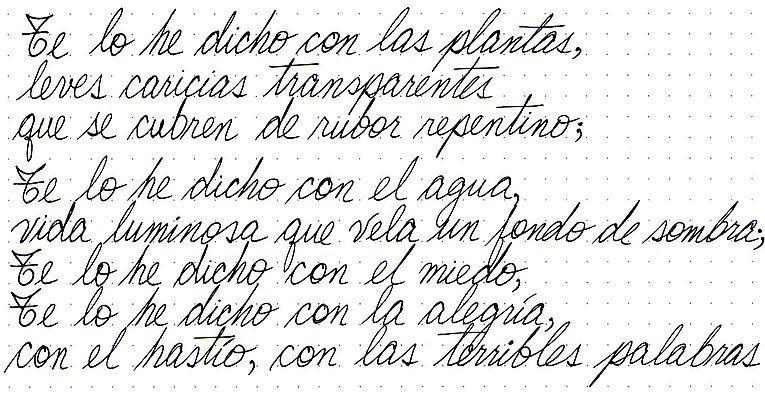 Te lo he dicho con las plantas,
leves caricias transparentes
que se cubren de rubor repentino;
Te lo he dicho con el agua,
vida luminosa que vela un fondo de sombra;
Te lo he dicho con el miedo,
Te lo he dicho con la alegría,
con el hastío, con las terribles palabras